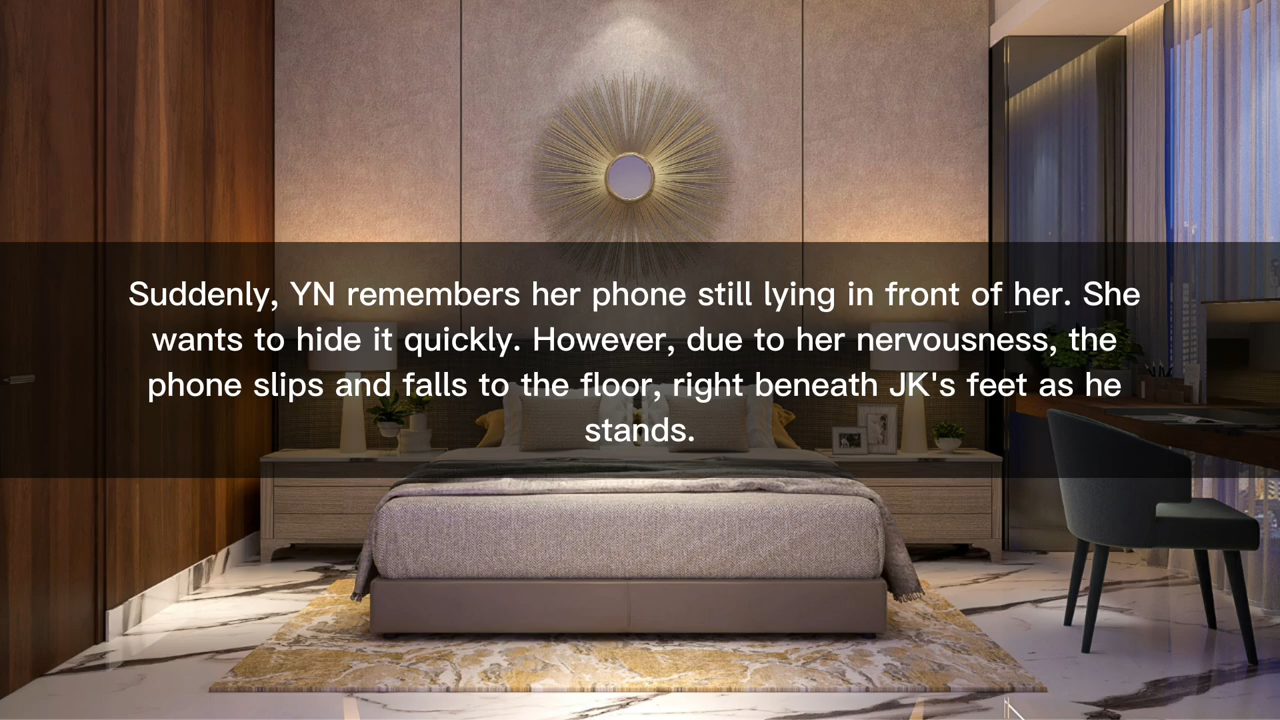 Suddenly, YN remembers her phone still lying in front of her. She
wants to hide it quickly. However, due to her nervousness, the
phone slips and falls to the floor, right beneath JK's feet as he
stands.